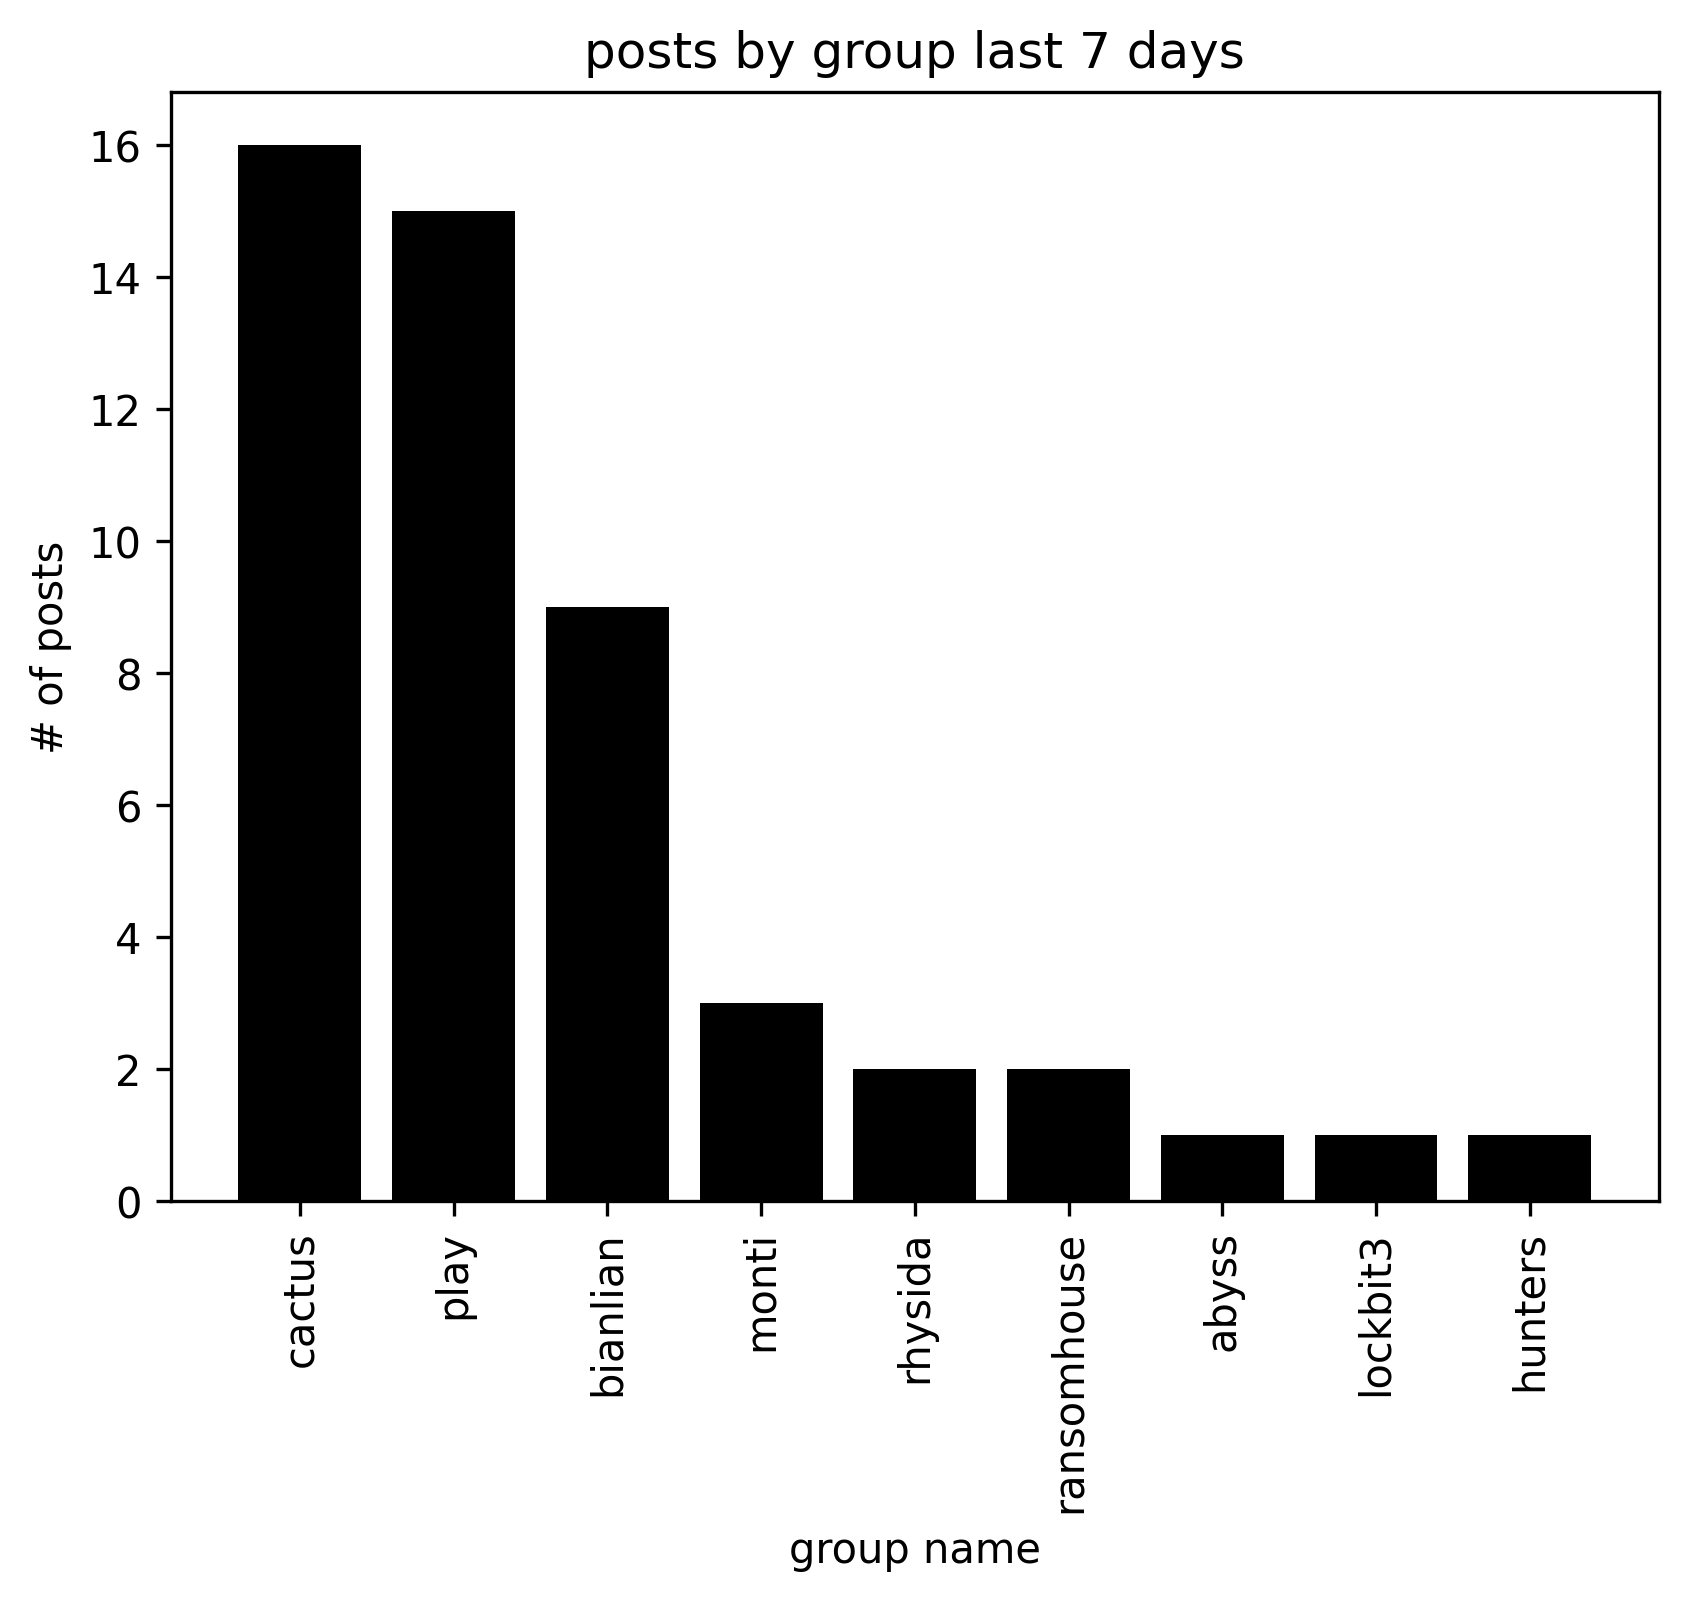 posts by group last 7 days
# of posts
16
14
12
10
8
6
4
2
0
cactus
play
bianlian
monti
rhysida
ransomhouse
abyss
lockbit3
hunters
group name